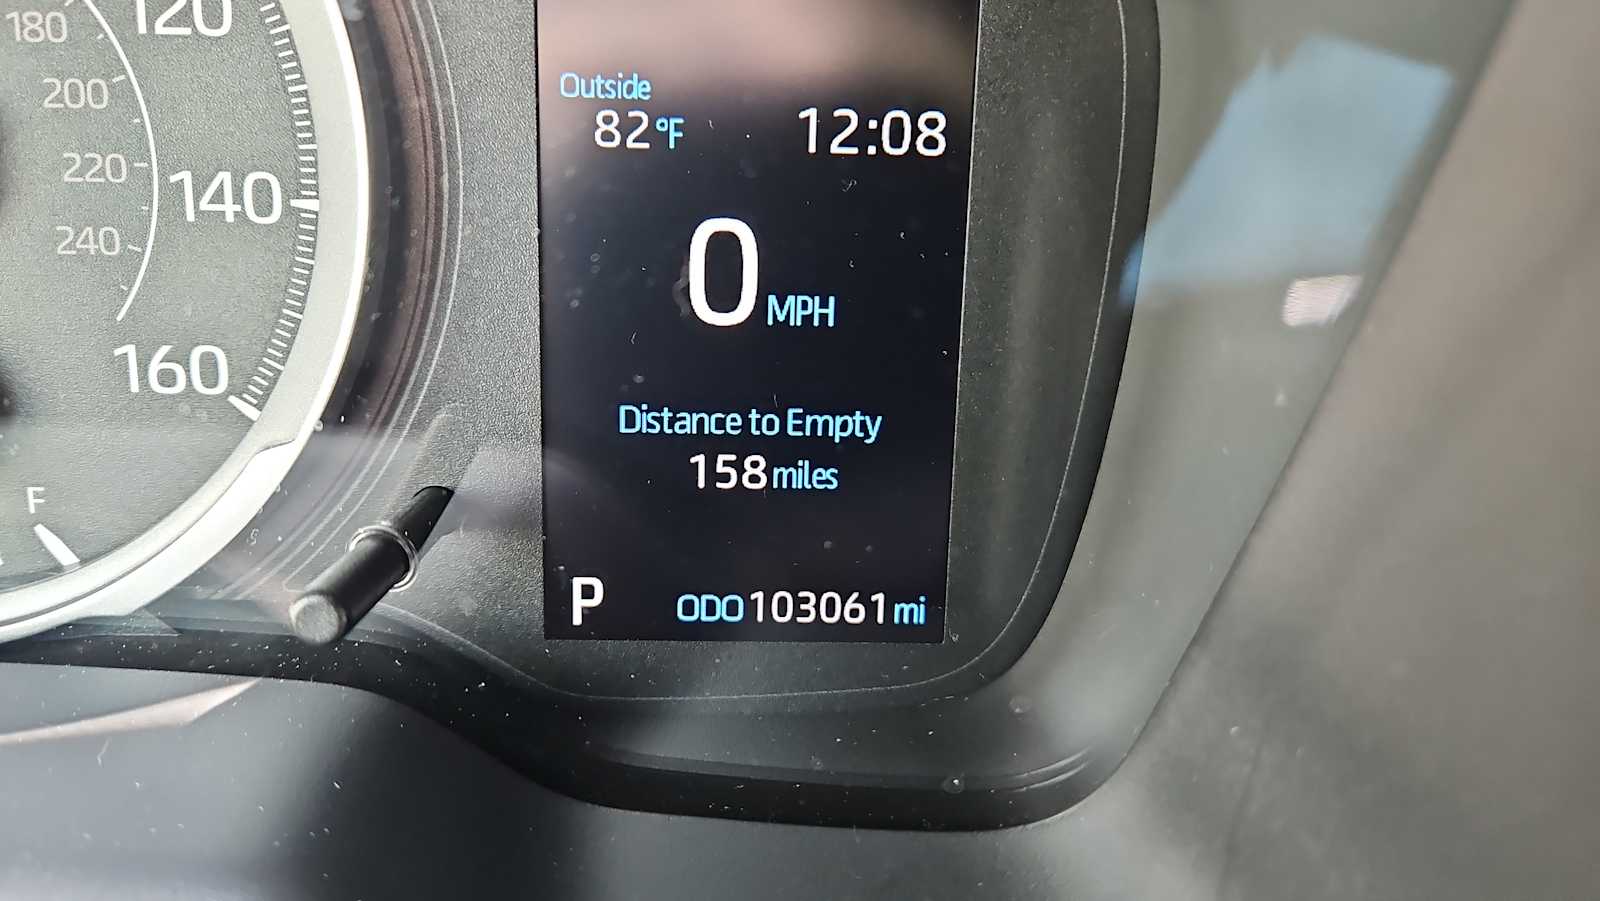 180
120
200
220
140
240
160
F
Outside
82°F 12:08
0 MPH
Distance to Empty
158 miles
P ODO 103061 mi